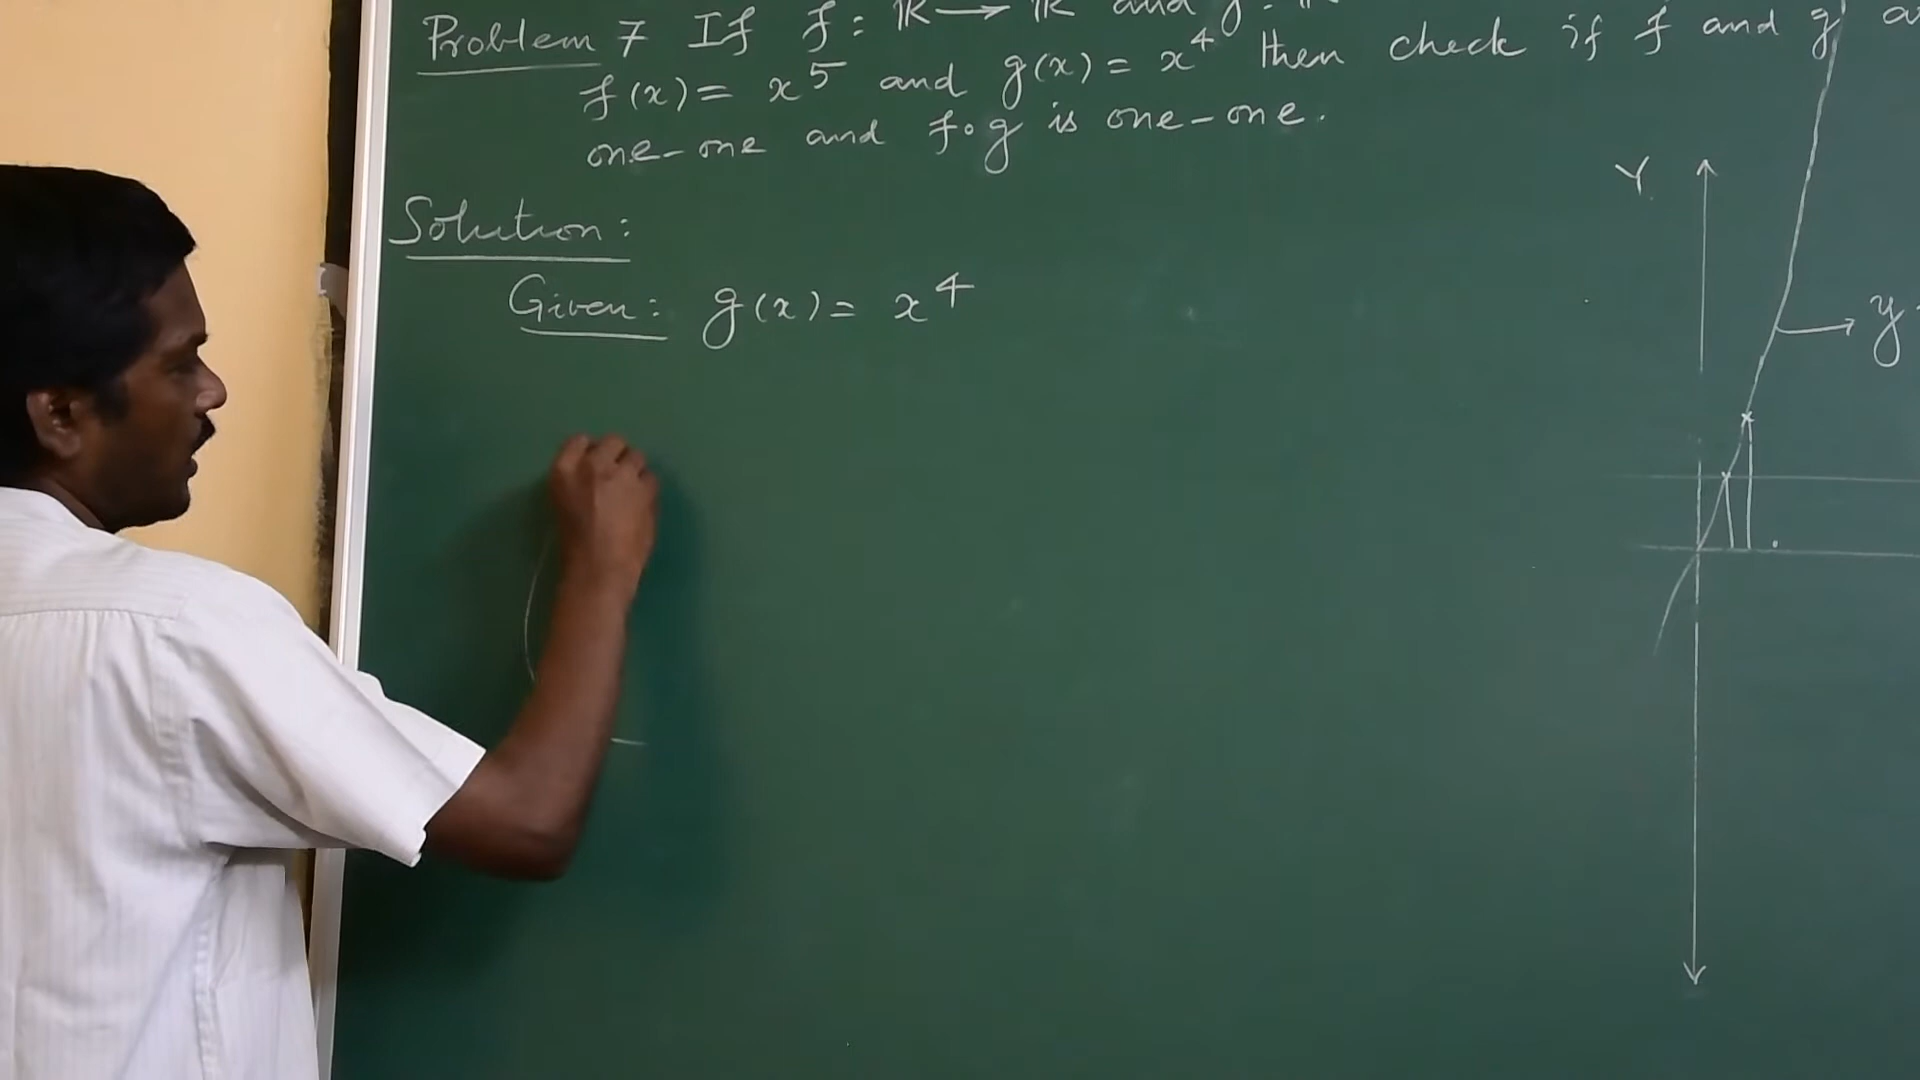 Problem 7 If f: ℝ → ℝ and g: ℝ
f(x) = x⁵ and g(x) = x⁴ then check if f and g
one-one and f∘g is one-one.
Solution:
Given: g(x) = x⁴
Y
y